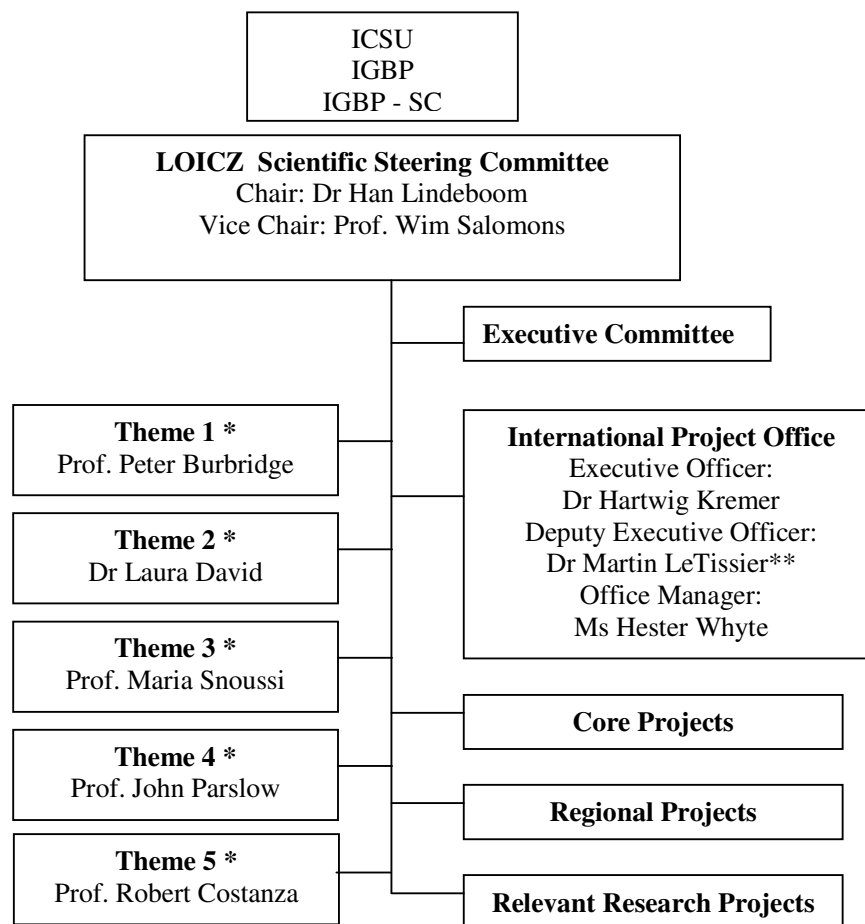 ICSU
IGBP
IGBP - SC
LOICZ Scientific Steering Committee
Chair: Dr Han Lindeboom
Vice Chair: Prof. Wim Salomons
Executive Committee
Theme 1 *
Prof. Peter Burbridge
International Project Office
Executive Officer:
Dr Hartwig Kremer
Deputy Executive Officer:
Dr Martin LeTissier**
Office Manager:
Ms Hester Whyte
Theme 2 *
Dr Laura David
Theme 3 *
Prof. Maria Snoussi
Core Projects
Theme 4 *
Prof. John Parslow
Regional Projects
Theme 5 *
Prof. Robert Costanza
Relevant Research Projects